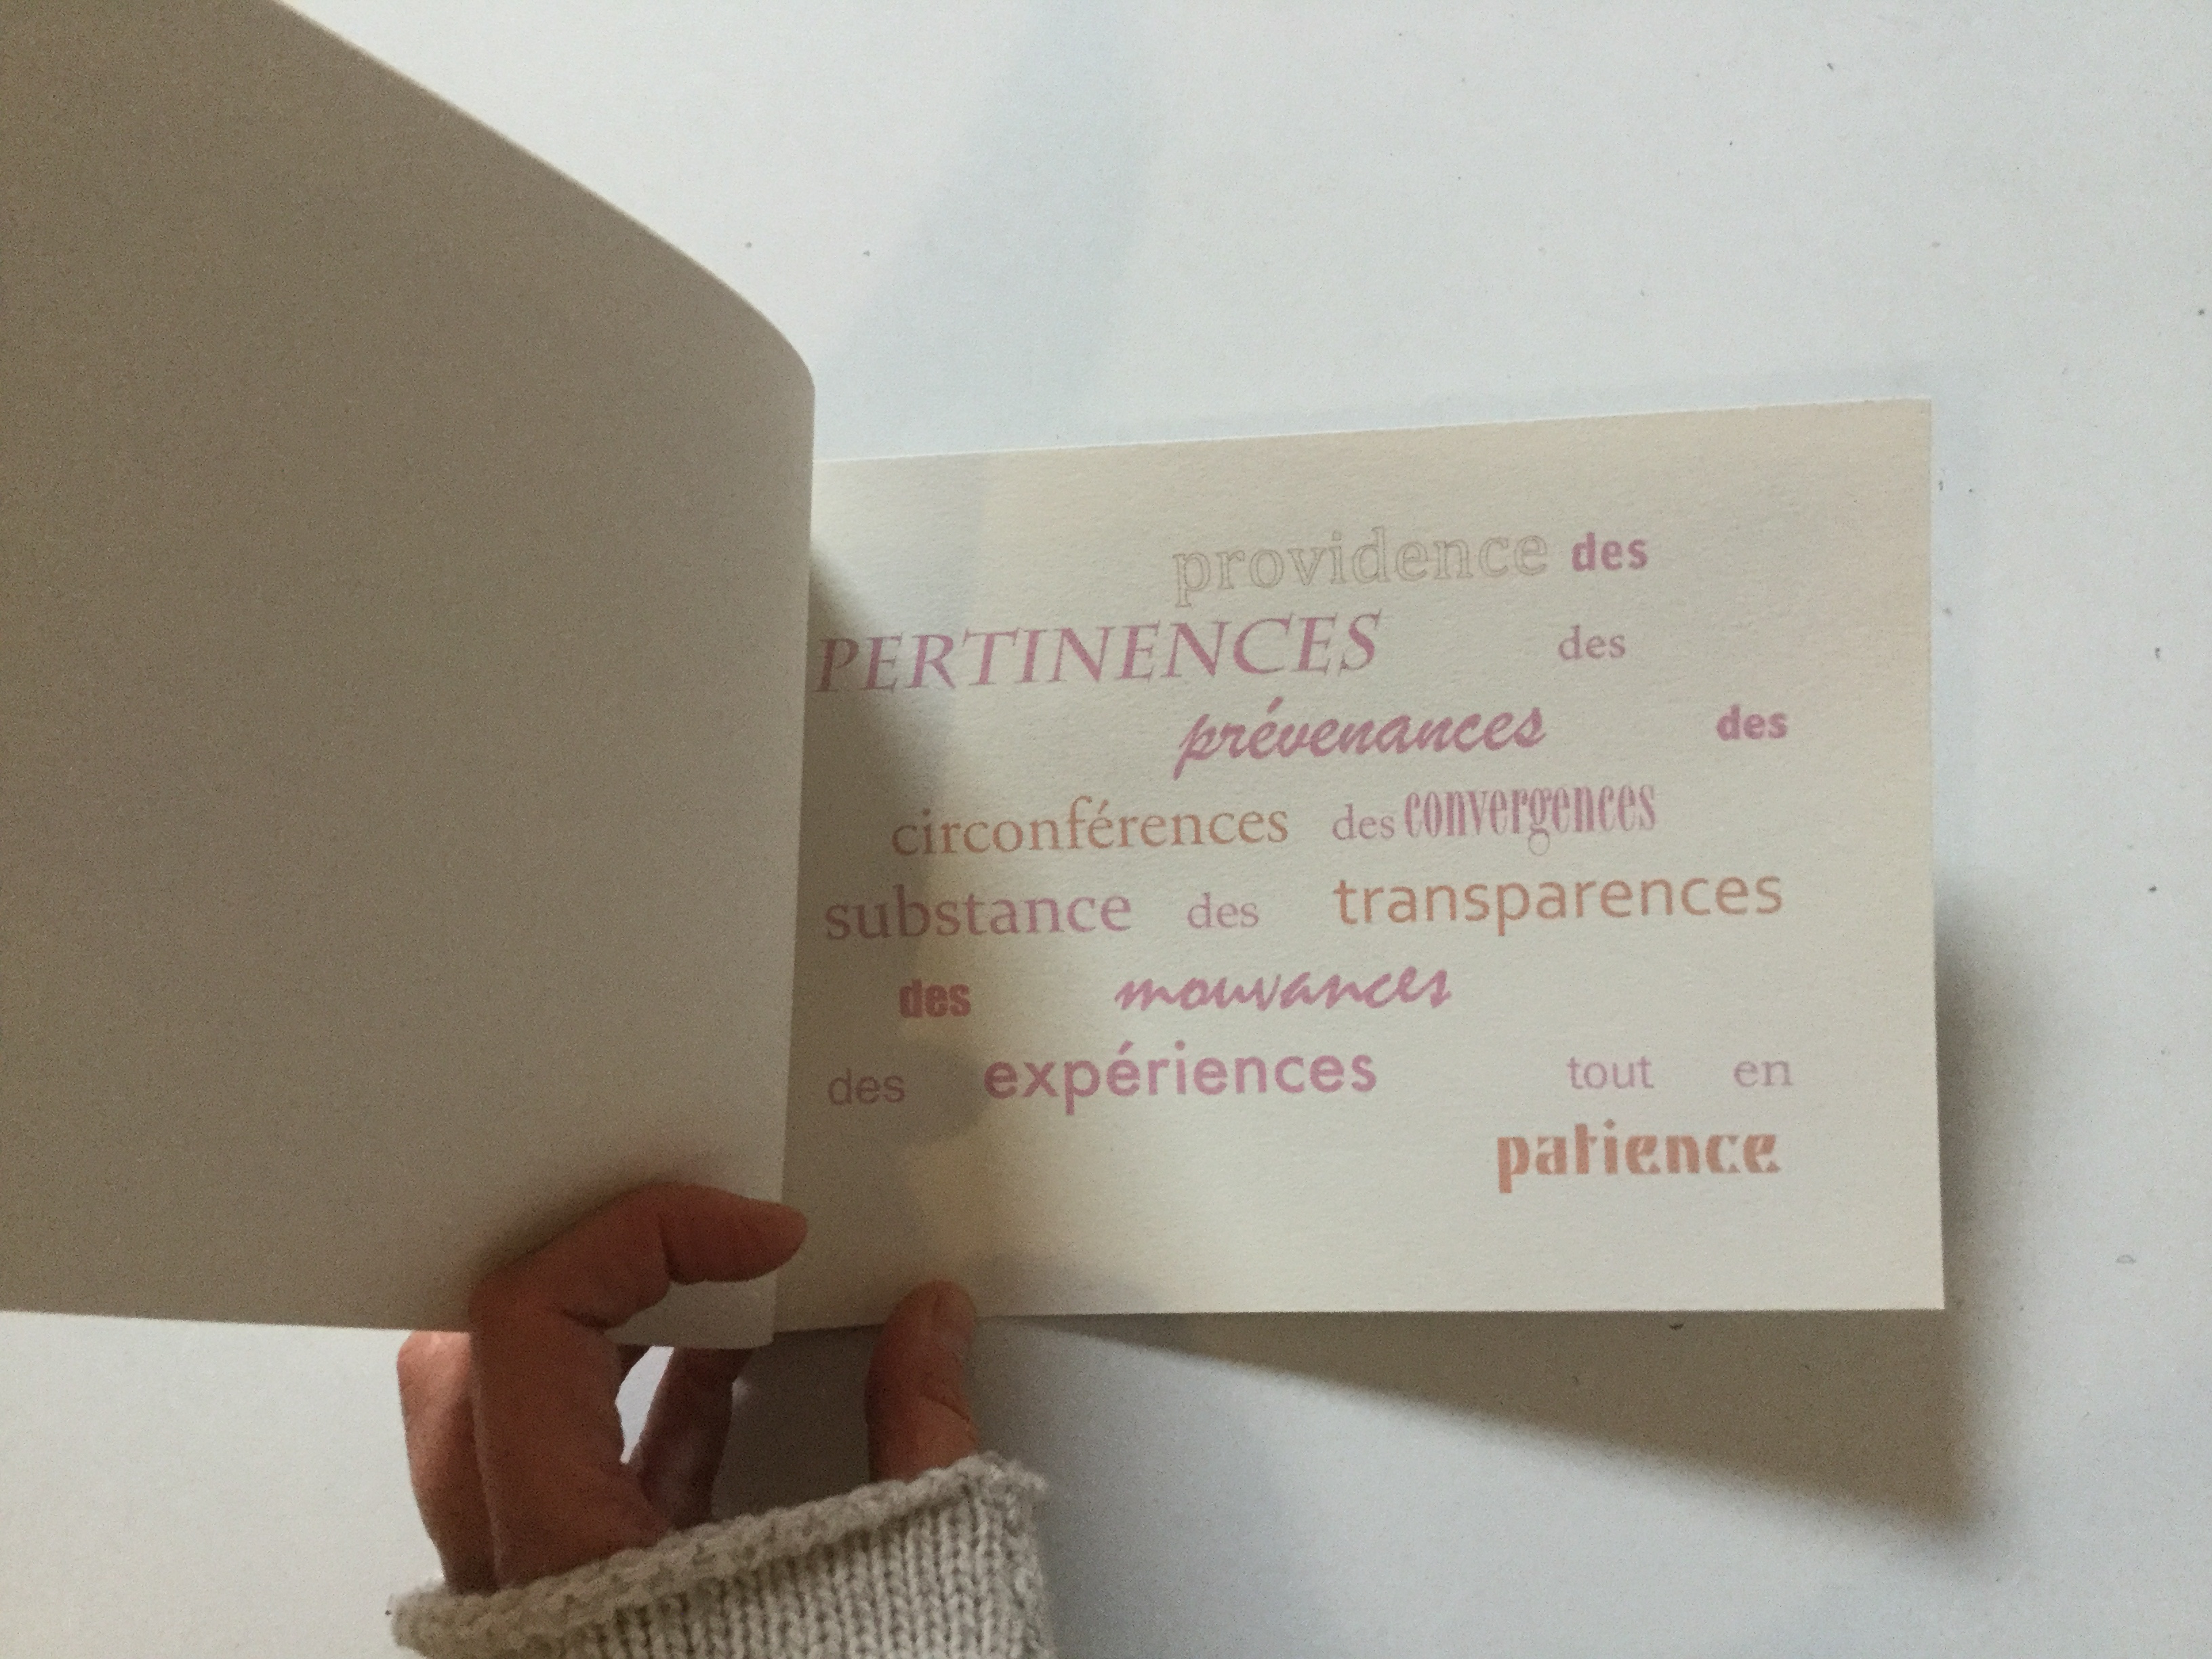 providence des
PERTINENCES des
prévenances des
circonférences des convergences
substance des transparences
des mouvances
des expériences tout en
patience